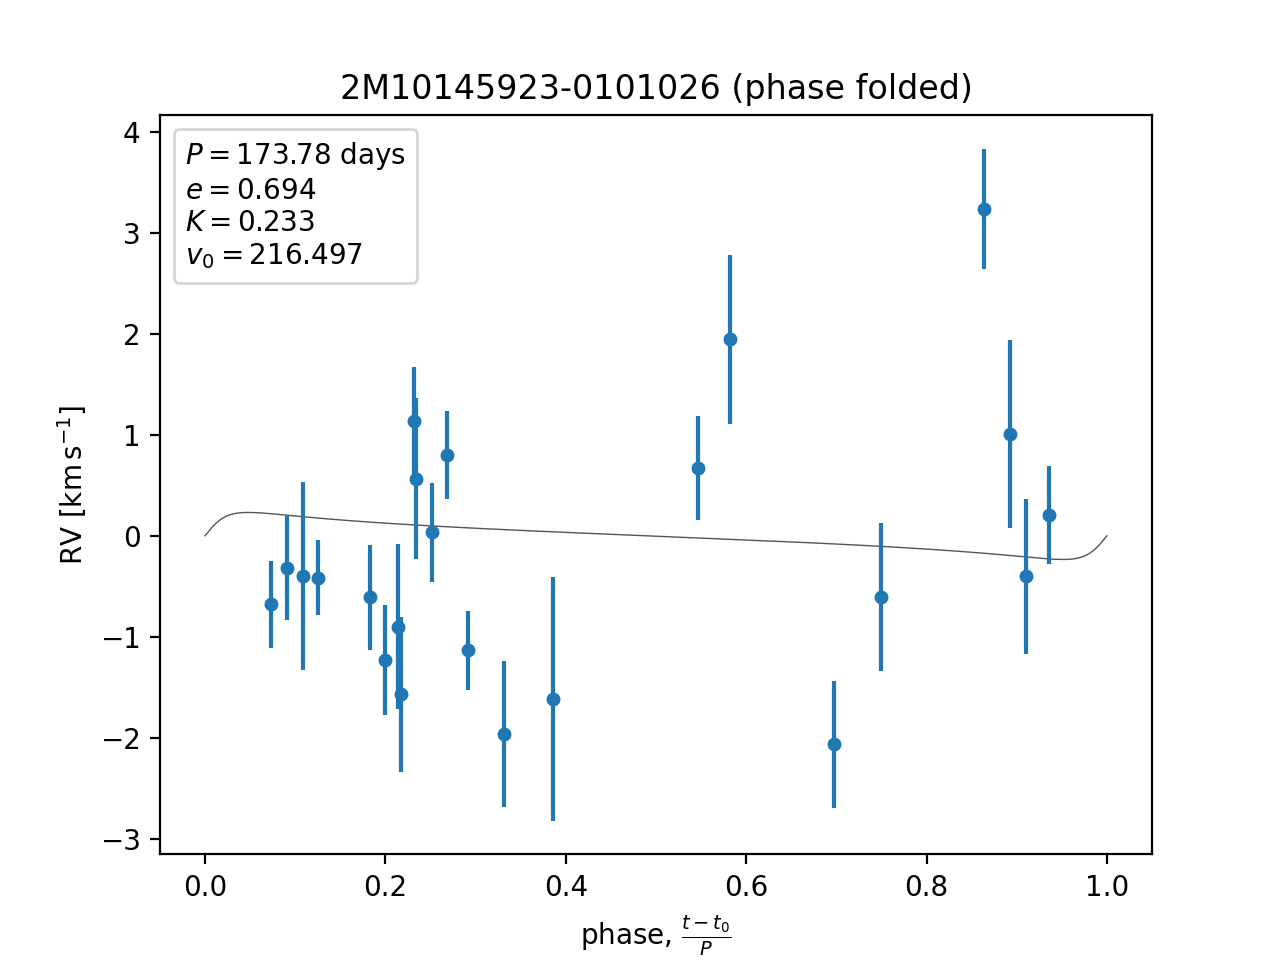 2M10145923-0101026 (phase folded)
P = 173.78 days
e = 0.694
K = 0.233
v₀ = 216.497
4
3
2
1
0
−1
−2
−3
RV [km s⁻¹]
0.0 0.2 0.4 0.6 0.8 1.0
phase, (t − t₀)/P